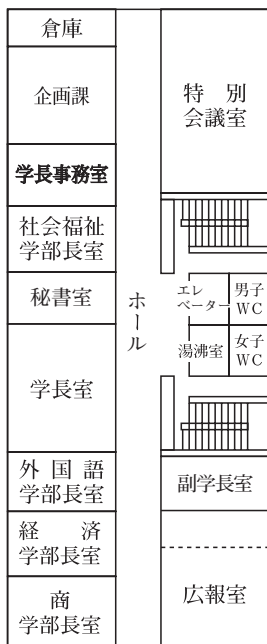 倉庫
企画課
学長事務室
社会福祉
学部長室
秘書室
学長室
外国語
学部長室
経済
学部長室
商
学部長室
ホール
特別
会議室
エレ
ベーター
男子
WC
湯沸室
女子
WC
副学長室
広報室